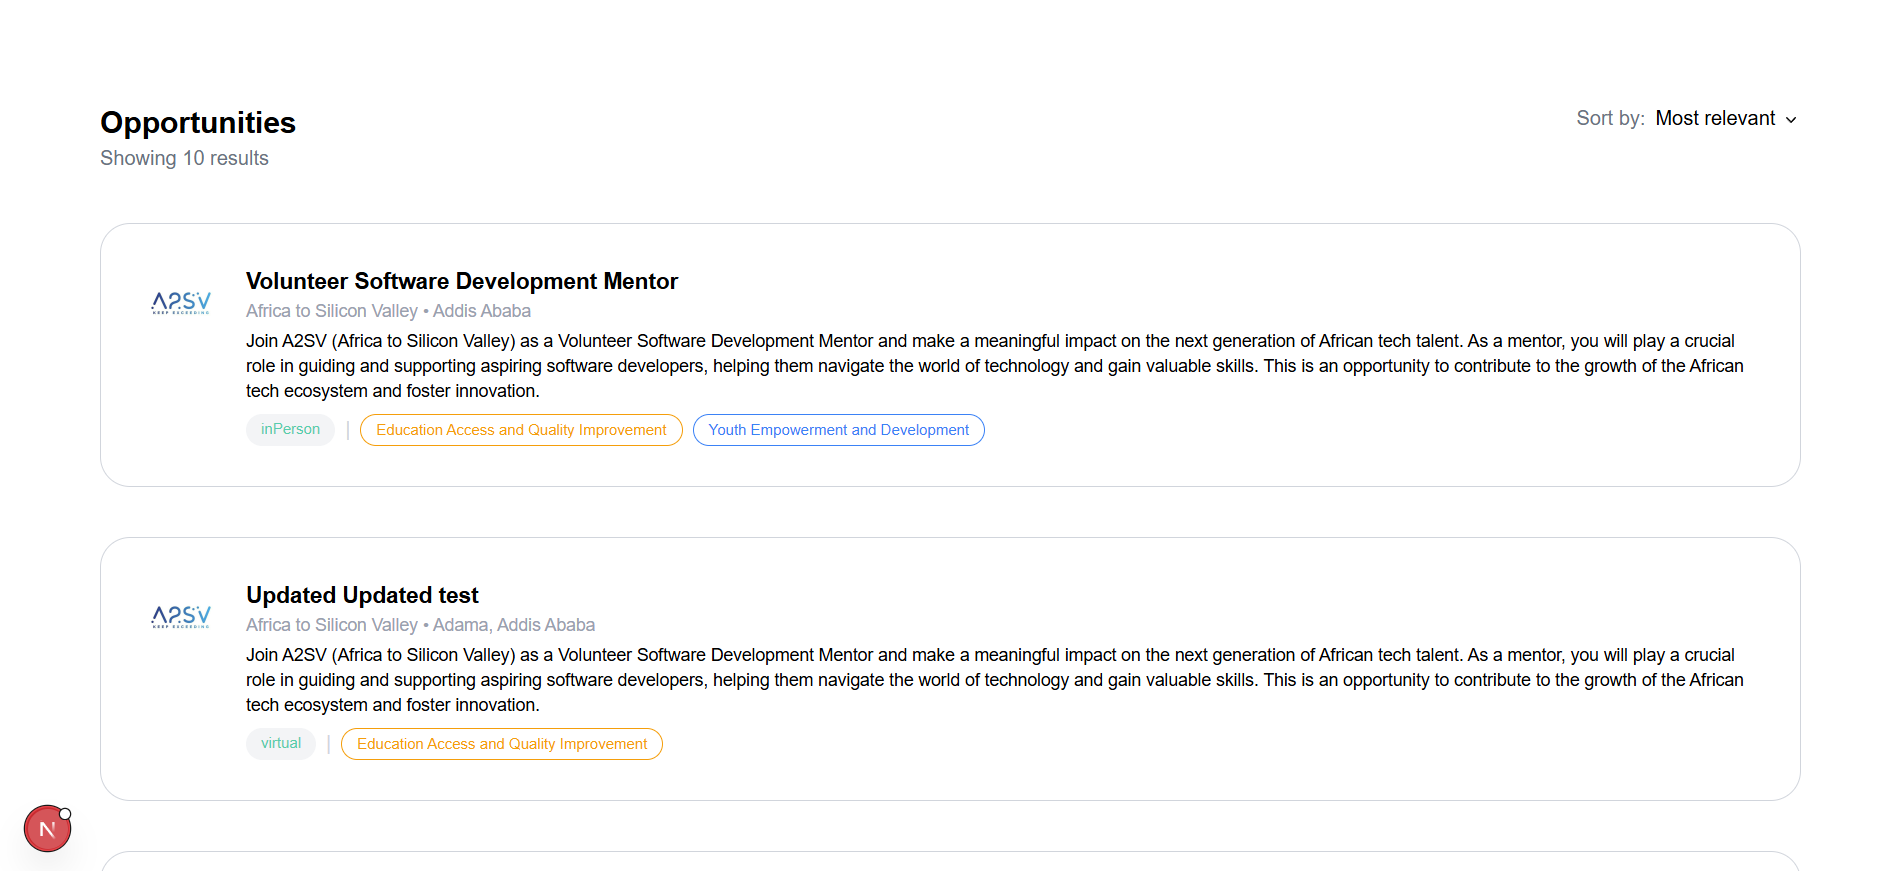 Opportunities
Showing 10 results
Sort by: Most relevant
A2SV
KEEP EXCEEDING
Volunteer Software Development Mentor
Africa to Silicon Valley • Addis Ababa
Join A2SV (Africa to Silicon Valley) as a Volunteer Software Development Mentor and make a meaningful impact on the next generation of African tech talent. As a mentor, you will play a crucial
role in guiding and supporting aspiring software developers, helping them navigate the world of technology and gain valuable skills. This is an opportunity to contribute to the growth of the African
tech ecosystem and foster innovation.
inPerson | Education Access and Quality Improvement Youth Empowerment and Development
A2SV
KEEP EXCEEDING
Updated Updated test
Africa to Silicon Valley • Adama, Addis Ababa
Join A2SV (Africa to Silicon Valley) as a Volunteer Software Development Mentor and make a meaningful impact on the next generation of African tech talent. As a mentor, you will play a crucial
role in guiding and supporting aspiring software developers, helping them navigate the world of technology and gain valuable skills. This is an opportunity to contribute to the growth of the African
tech ecosystem and foster innovation.
virtual | Education Access and Quality Improvement
N